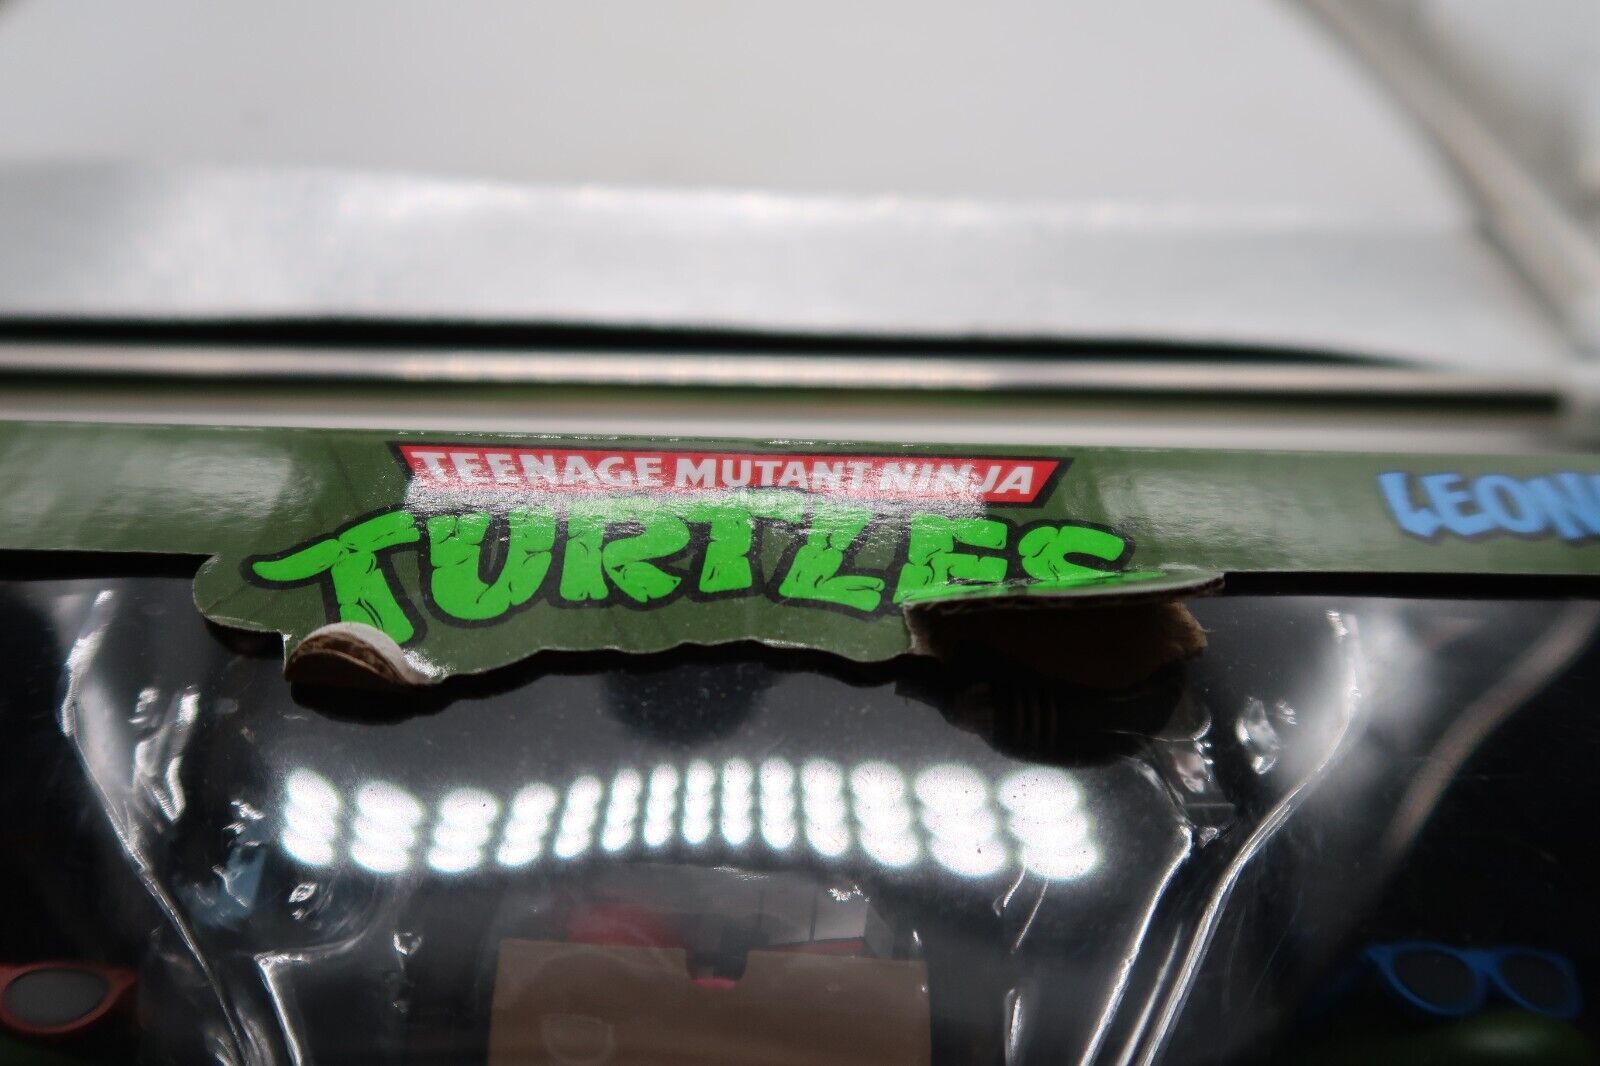 TEENAGE MUTANT NINJA
TURTLES
LEON